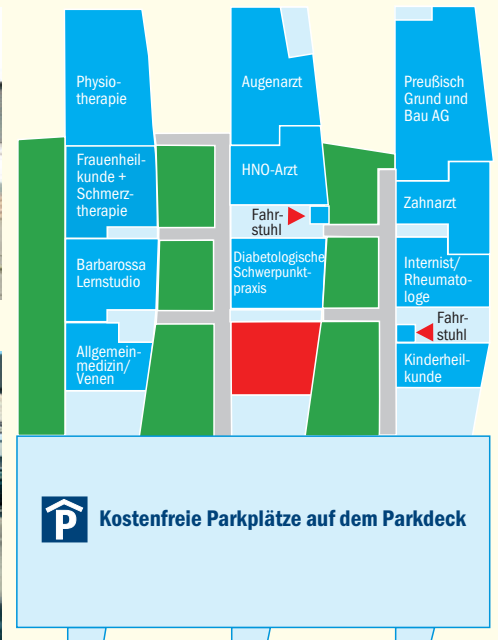 Physio-
therapie
Frauenheil-
kunde +
Schmerz-
therapie
Barbarossa
Lernstudio
Allgemein-
medizin/
Venen
Augenarzt
HNO-Arzt
Fahr-
stuhl
Diabetologische
Schwerpunkt-
praxis
Preußisch
Grund und
Bau AG
Zahnarzt
Internist/
Rheumato-
loge
Fahr-
stuhl
Kinderheil-
kunde
P
Kostenfreie Parkplätze auf dem Parkdeck